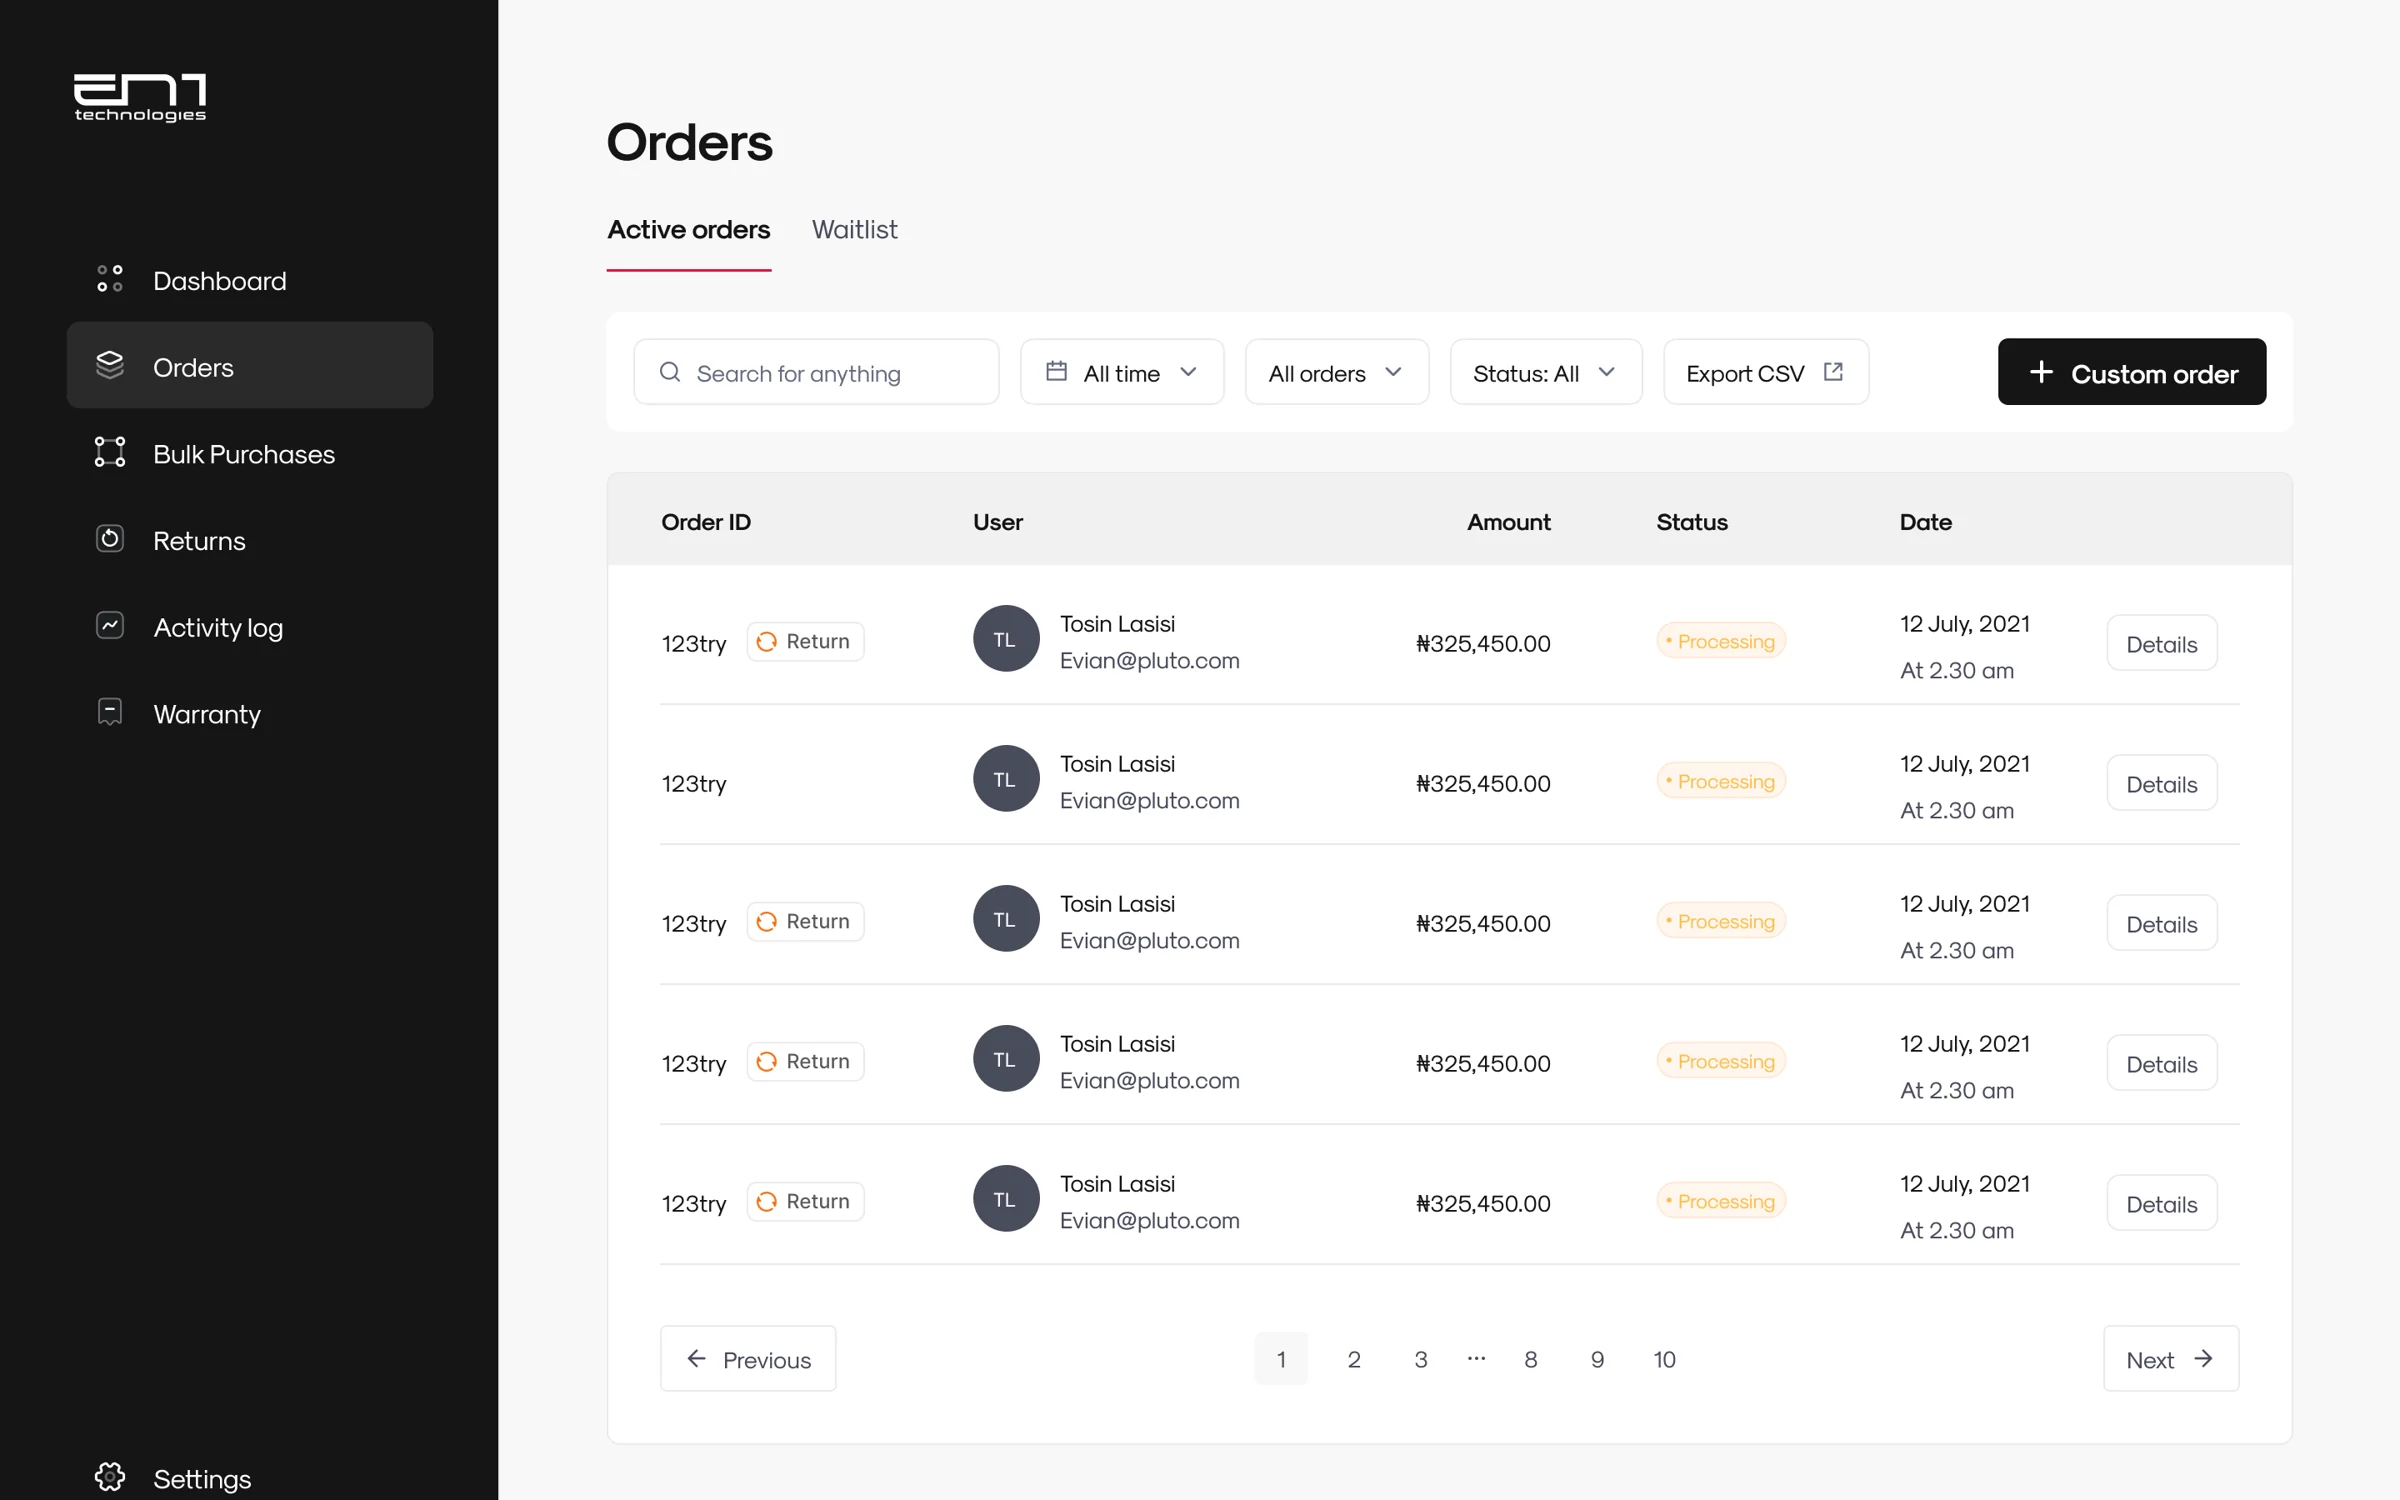 en1
technologies
Dashboard
Orders
Bulk Purchases
Returns
Activity log
Warranty
Settings
Orders
Active orders Waitlist
Search for anything All time All orders Status: All Export CSV + Custom order
Order ID User Amount Status Date
123try Return TL Tosin Lasisi ₦325,450.00 • Processing 12 July, 2021 Details
Evian@pluto.com At 2.30 am
123try TL Tosin Lasisi ₦325,450.00 • Processing 12 July, 2021 Details
Evian@pluto.com At 2.30 am
123try Return TL Tosin Lasisi ₦325,450.00 • Processing 12 July, 2021 Details
Evian@pluto.com At 2.30 am
123try Return TL Tosin Lasisi ₦325,450.00 • Processing 12 July, 2021 Details
Evian@pluto.com At 2.30 am
123try Return TL Tosin Lasisi ₦325,450.00 • Processing 12 July, 2021 Details
Evian@pluto.com At 2.30 am
← Previous 1 2 3 ... 8 9 10 Next →